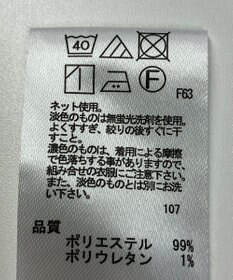 40
F
F63
ネット使用。
淡色のものは無蛍光洗剤を使用。
よくすすぎ、絞りの後すぐに干
すこと。
濃色のものは、着用による摩擦
で色落ちする事がありますので、
組み合せの衣服にご注意下さい。
また、淡色のものとは別にお洗
い下さい。
107
品質
ポリエステル 99%
ポリウレタン 1%